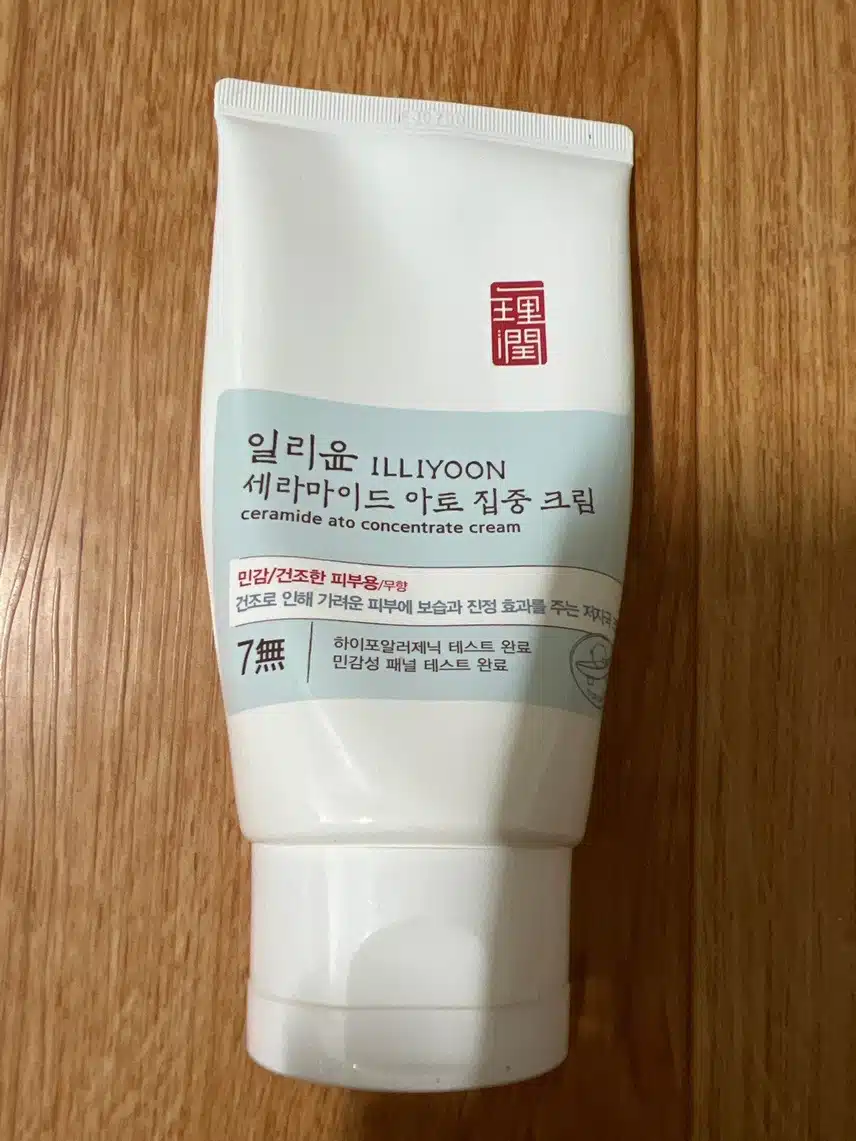 一理
潤
일리윤 ILLIYOON
세라마이드 아토 집중 크림
ceramide ato concentrate cream
민감/건조한 피부용/무향
건조로 인해 가려운 피부에 보습과 진정 효과를 주는 저자극
7無
하이포알러제닉 테스트 완료
민감성 패널 테스트 완료